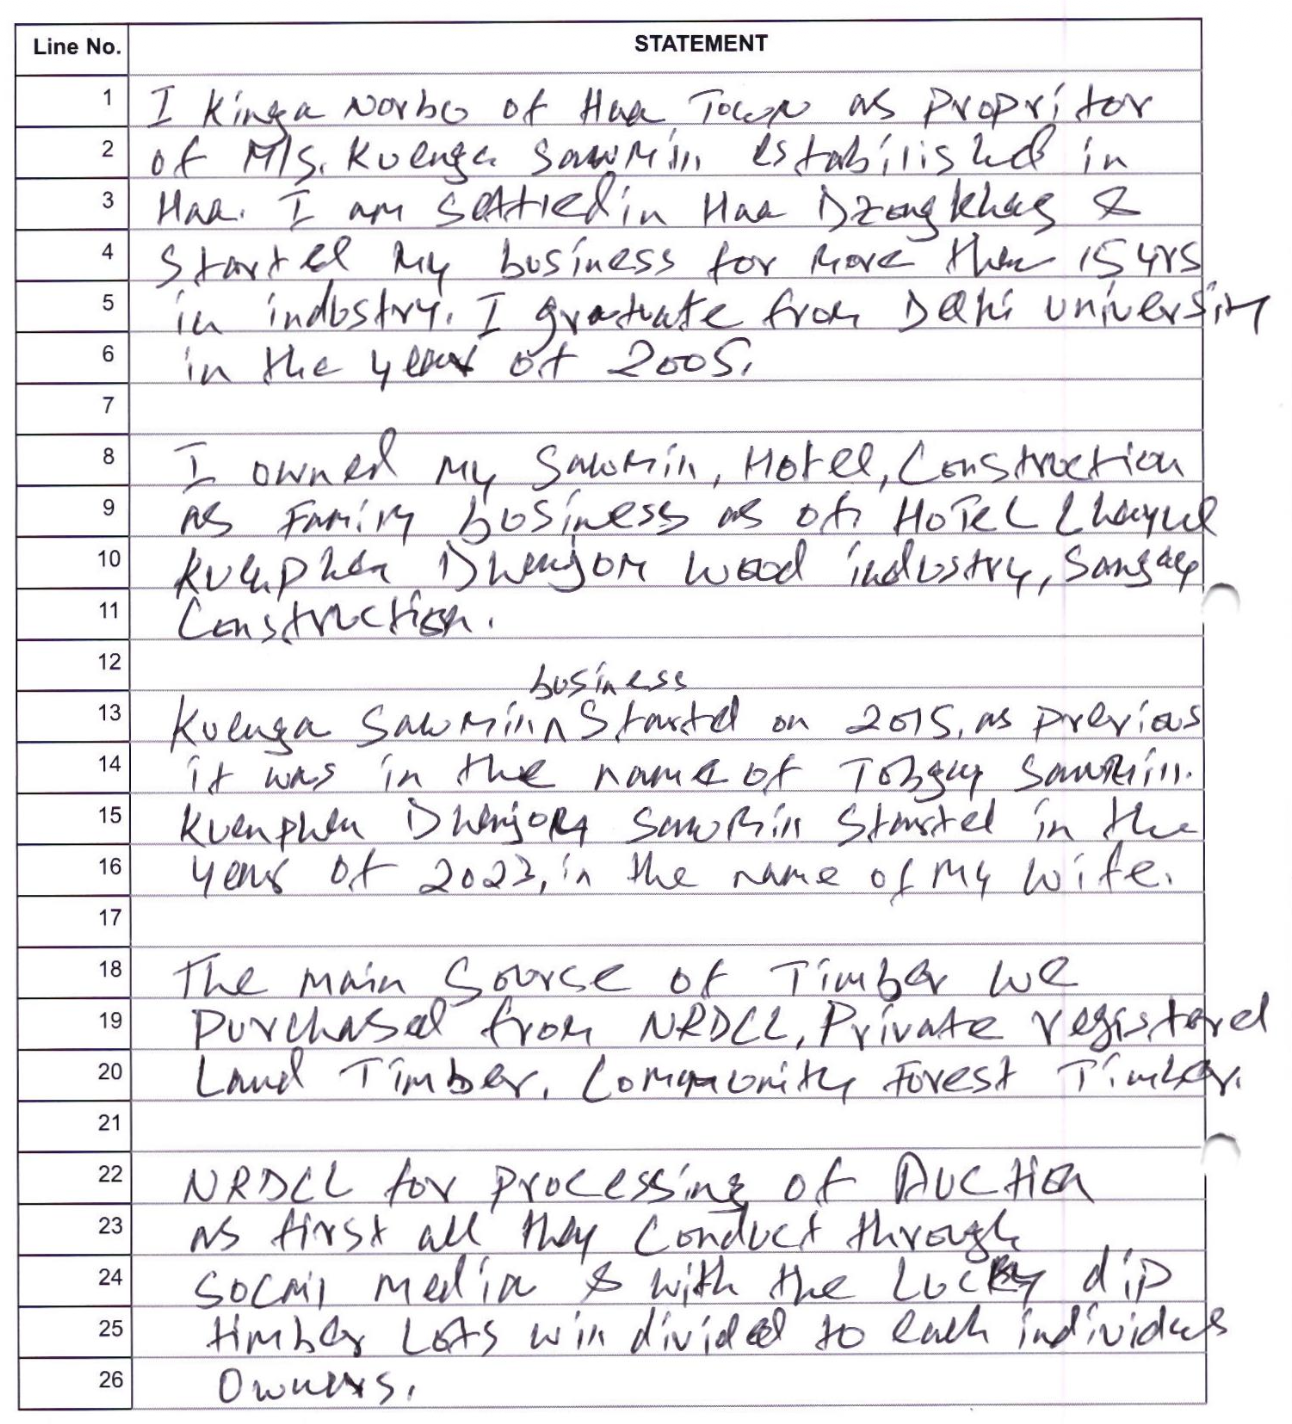 Line No. STATEMENT
1 I Kinga Norbu of Haa Town as Propritor
2 of M/s. Kuenga Sawmill established in
3 Haa. I am settled in Haa Dzongkhag &
4 Started my business for more than 15 yrs
5 in industry. I graduate from Delhi University
6 in the year of 2005.
7
8 I owned my Sawmill, Hotel, Construction
9 as Family business as of HOTEL Lhayul
10 Kuenphen Dhenjom Wood industry, Sangay
11 Construction.
12 business
13 Kuenga Sawmill ^ Started on 2015, as previous
14 it was in the name of Tobgay Sawmill.
15 Kuenphen Dhenjom Sawmill Started in the
16 year of 2023, in the name of my wife.
17
18 The main Source of Timber we
19 Purchased from NRDCL, Private registered
20 Land Timber, Community Forest Timber.
21
22 NRDCL for processing of Auction
23 as first all they Conduct through
24 Social media & with the Lucky dip
25 timber Lots will divided to each individual
26 Owners.